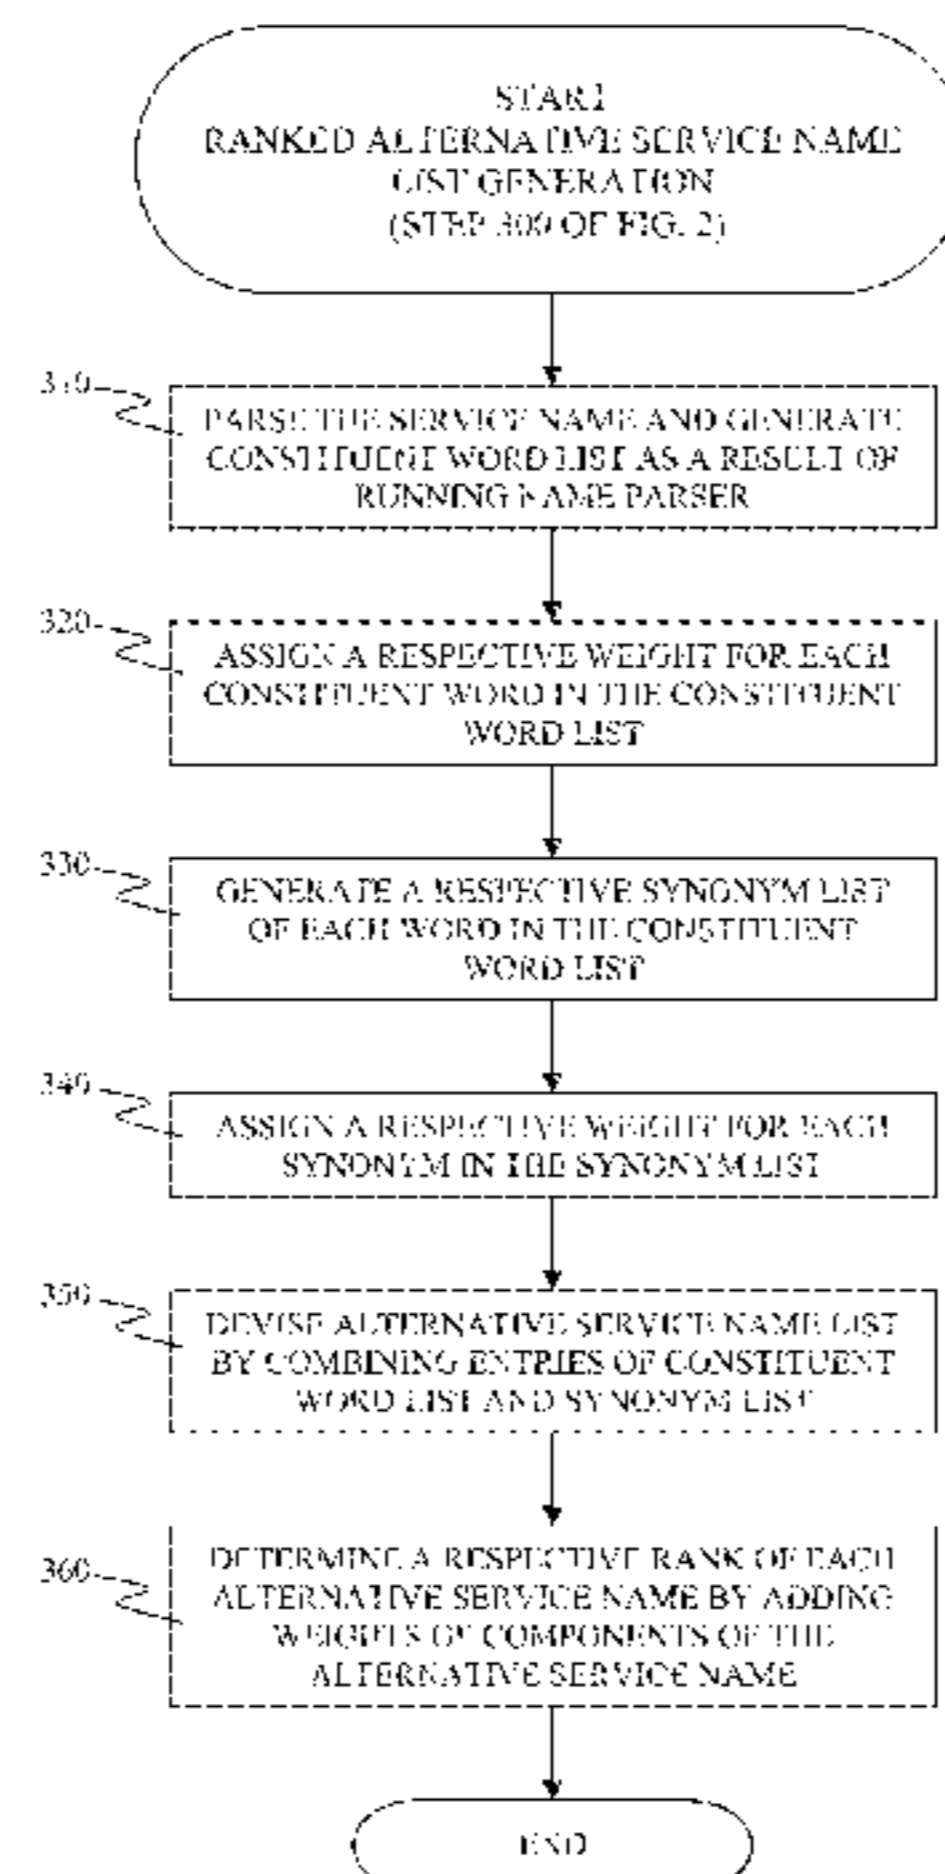 START
RANKED ALTERNATIVE SERVICE NAME
LIST GENERATION
(STEP 300 OF FIG. 2)
310
PARSE THE SERVICE NAME AND GENERATE
CONSTITUENT WORD LIST AS A RESULT OF
RUNNING NAME PARSER
320
ASSIGN A RESPECTIVE WEIGHT FOR EACH
CONSTITUENT WORD IN THE CONSTITUENT
WORD LIST
330
GENERATE A RESPECTIVE SYNONYM LIST
OF EACH WORD IN THE CONSTITUENT
WORD LIST
340
ASSIGN A RESPECTIVE WEIGHT FOR EACH
SYNONYM IN THE SYNONYM LIST
350
DEVISE ALTERNATIVE SERVICE NAME LIST
BY COMBINING ENTRIES OF CONSTITUENT
WORD LIST AND SYNONYM LIST
360
DETERMINE A RESPECTIVE RANK OF EACH
ALTERNATIVE SERVICE NAME BY ADDING
WEIGHTS OF COMPONENTS OF THE
ALTERNATIVE SERVICE NAME
END